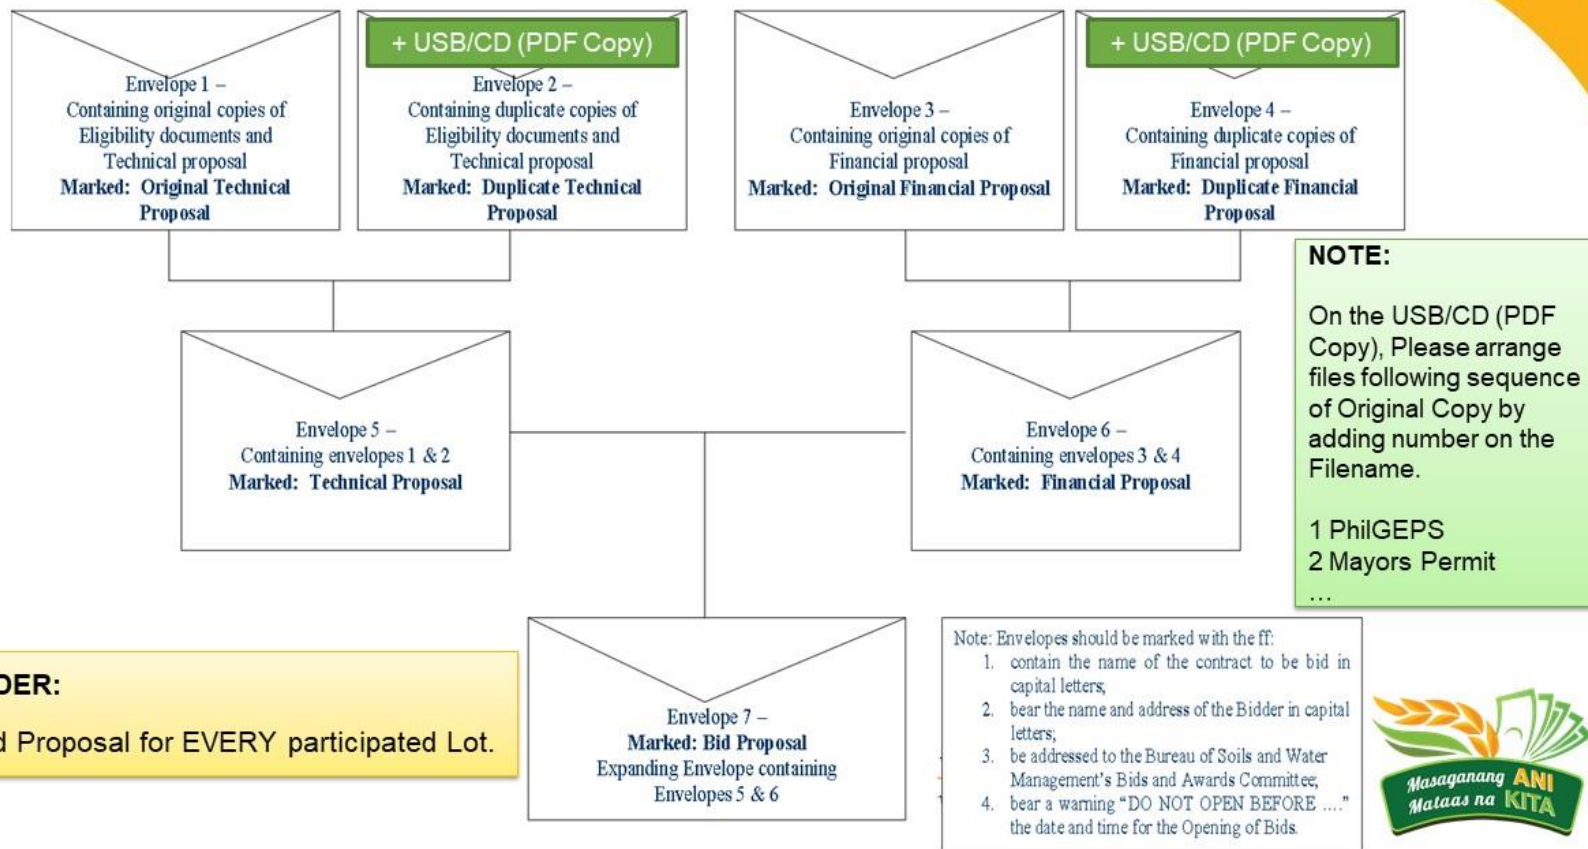 Envelope 1 –
Containing original copies of
Eligibility documents and
Technical proposal
Marked: Original Technical
Proposal
+ USB/CD (PDF Copy)
Envelope 2 –
Containing duplicate copies of
Eligibility documents and
Technical proposal
Marked: Duplicate Technical
Proposal
Envelope 3 –
Containing original copies of
Financial proposal
Marked: Original Financial Proposal
+ USB/CD (PDF Copy)
Envelope 4 –
Containing duplicate copies of
Financial proposal
Marked: Duplicate Financial
Proposal
NOTE:
On the USB/CD (PDF
Copy), Please arrange
files following sequence
of Original Copy by
adding number on the
Filename.
1 PhilGEPS
2 Mayors Permit
…
Envelope 5 –
Containing envelopes 1 & 2
Marked: Technical Proposal
Envelope 6 –
Containing envelopes 3 & 4
Marked: Financial Proposal
DER:
d Proposal for EVERY participated Lot.
Envelope 7 –
Marked: Bid Proposal
Expanding Envelope containing
Envelopes 5 & 6
Note: Envelopes should be marked with the ff:
1. contain the name of the contract to be bid in
capital letters;
2. bear the name and address of the Bidder in capital
letters;
3. be addressed to the Bureau of Soils and Water
Management's Bids and Awards Committee;
4. bear a warning “DO NOT OPEN BEFORE ….”
the date and time for the Opening of Bids.
Masaganang ANI
Mataas na KITA